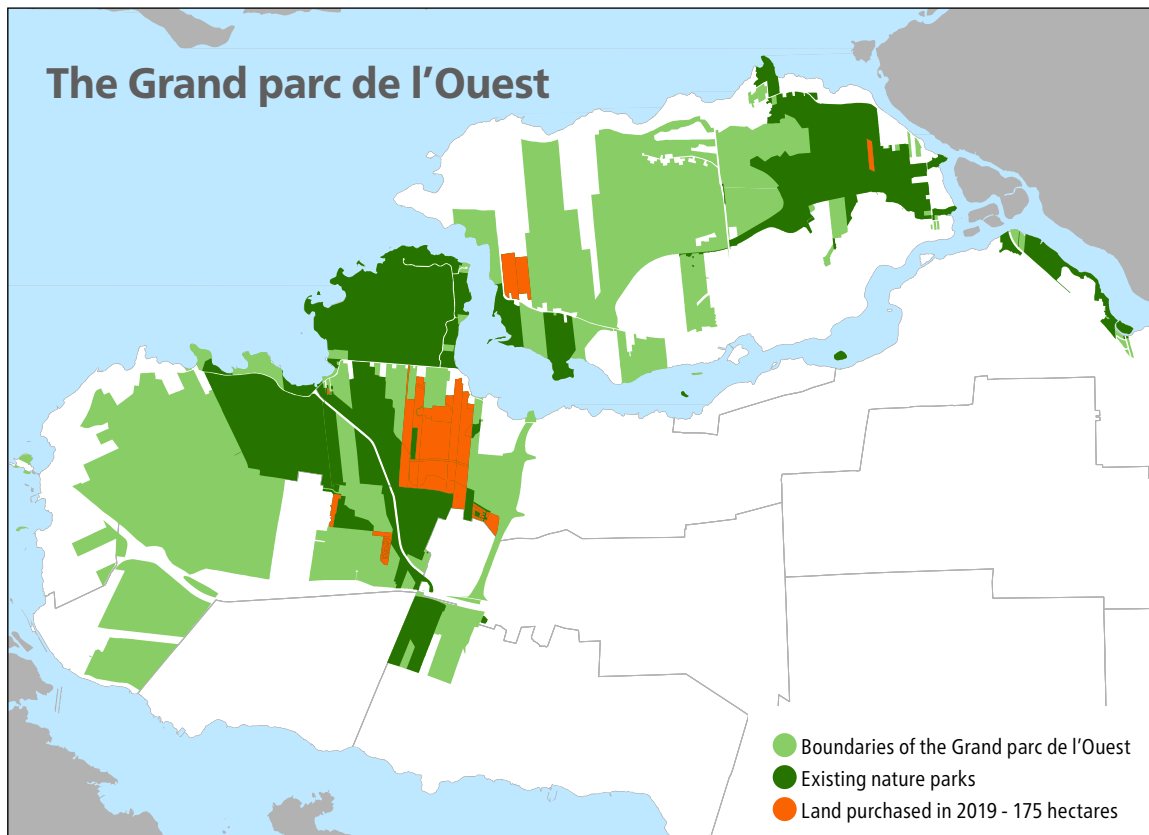 The Grand parc de l’Ouest
Boundaries of the Grand parc de l’Ouest
Existing nature parks
Land purchased in 2019 - 175 hectares